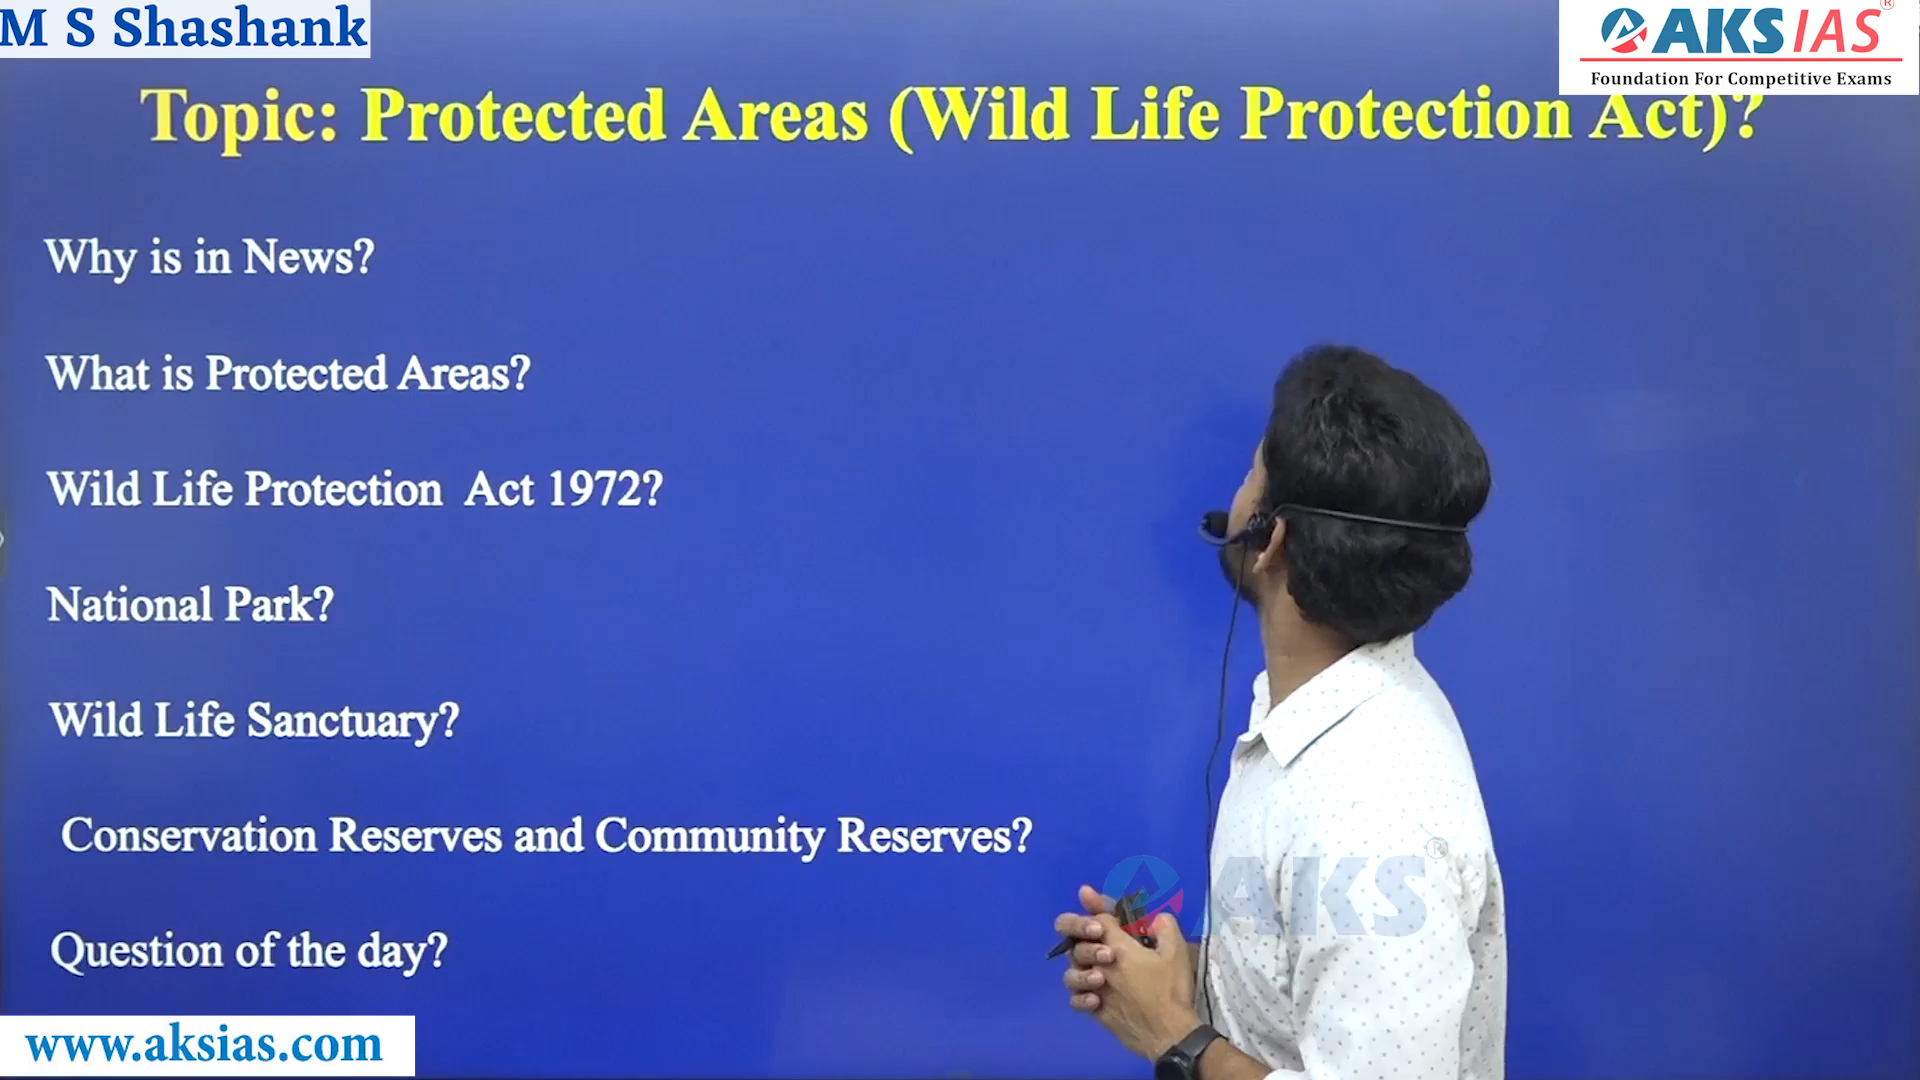 M S Shashank
AKS IAS ®
Foundation For Competitive Exams
Topic: Protected Areas (Wild Life Protection Act)?
Why is in News?
What is Protected Areas?
Wild Life Protection Act 1972?
National Park?
Wild Life Sanctuary?
Conservation Reserves and Community Reserves?
AKS ®
Question of the day?
www.aksias.com